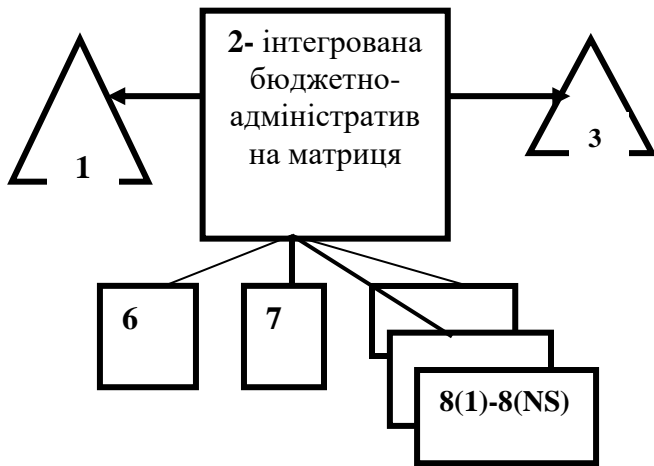 2- інтегрована
бюджетно-
адміністратив
на матриця
1
3
6
7
8(1)-8(NS)